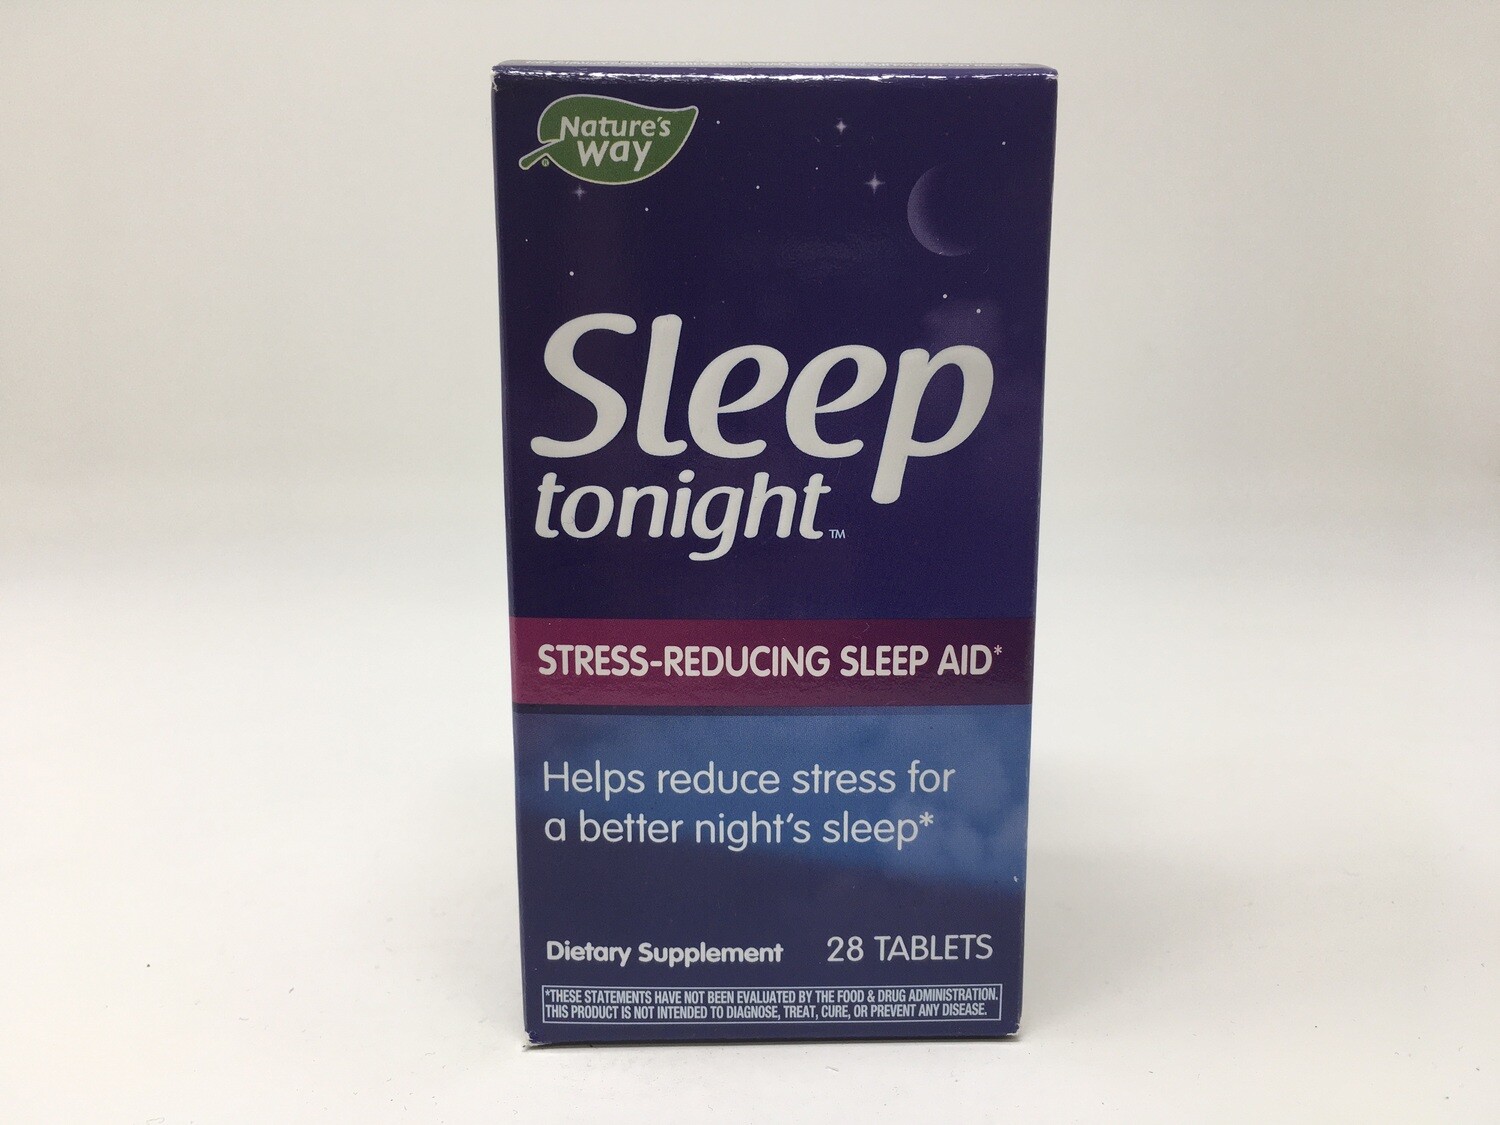 Nature's
Way
®
Sleep
tonight™
STRESS-REDUCING SLEEP AID*
Helps reduce stress for
a better night's sleep*
Dietary Supplement 28 TABLETS
*THESE STATEMENTS HAVE NOT BEEN EVALUATED BY THE FOOD & DRUG ADMINISTRATION.
THIS PRODUCT IS NOT INTENDED TO DIAGNOSE, TREAT, CURE, OR PREVENT ANY DISEASE.